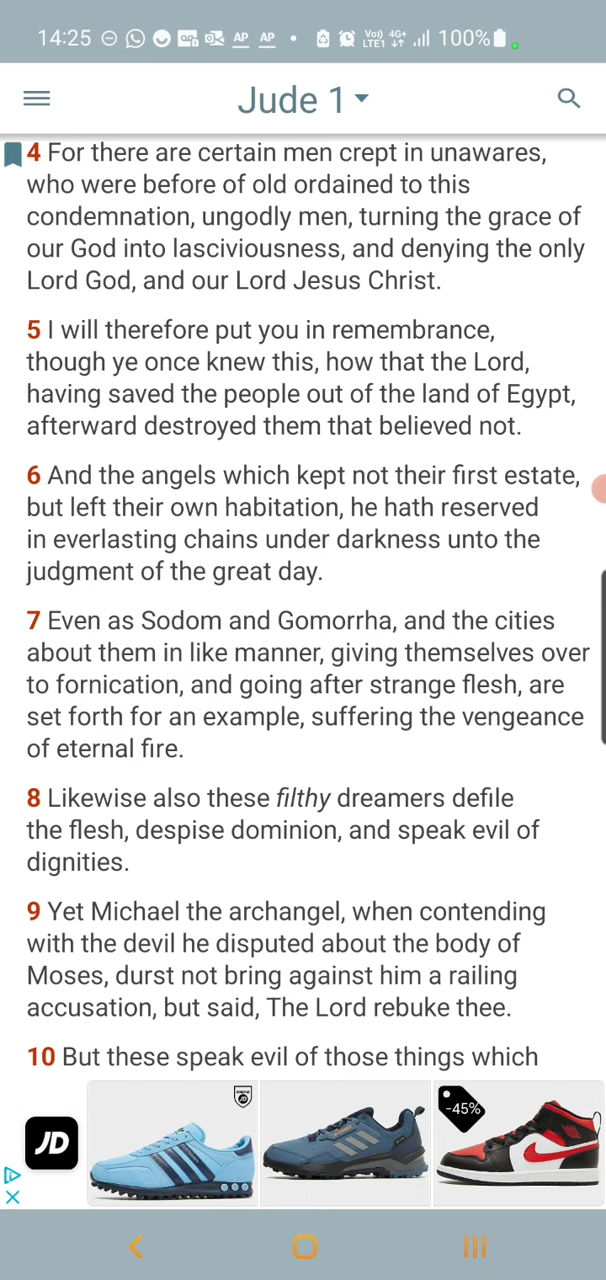 14:25 AP AP Vo) 4G+ LTE1 100%
Jude 1
4 For there are certain men crept in unawares,
who were before of old ordained to this
condemnation, ungodly men, turning the grace of
our God into lasciviousness, and denying the only
Lord God, and our Lord Jesus Christ.
5 I will therefore put you in remembrance,
though ye once knew this, how that the Lord,
having saved the people out of the land of Egypt,
afterward destroyed them that believed not.
6 And the angels which kept not their first estate,
but left their own habitation, he hath reserved
in everlasting chains under darkness unto the
judgment of the great day.
7 Even as Sodom and Gomorrha, and the cities
about them in like manner, giving themselves over
to fornication, and going after strange flesh, are
set forth for an example, suffering the vengeance
of eternal fire.
8 Likewise also these filthy dreamers defile
the flesh, despise dominion, and speak evil of
dignities.
9 Yet Michael the archangel, when contending
with the devil he disputed about the body of
Moses, durst not bring against him a railing
accusation, but said, The Lord rebuke thee.
10 But these speak evil of those things which
JD
-45%